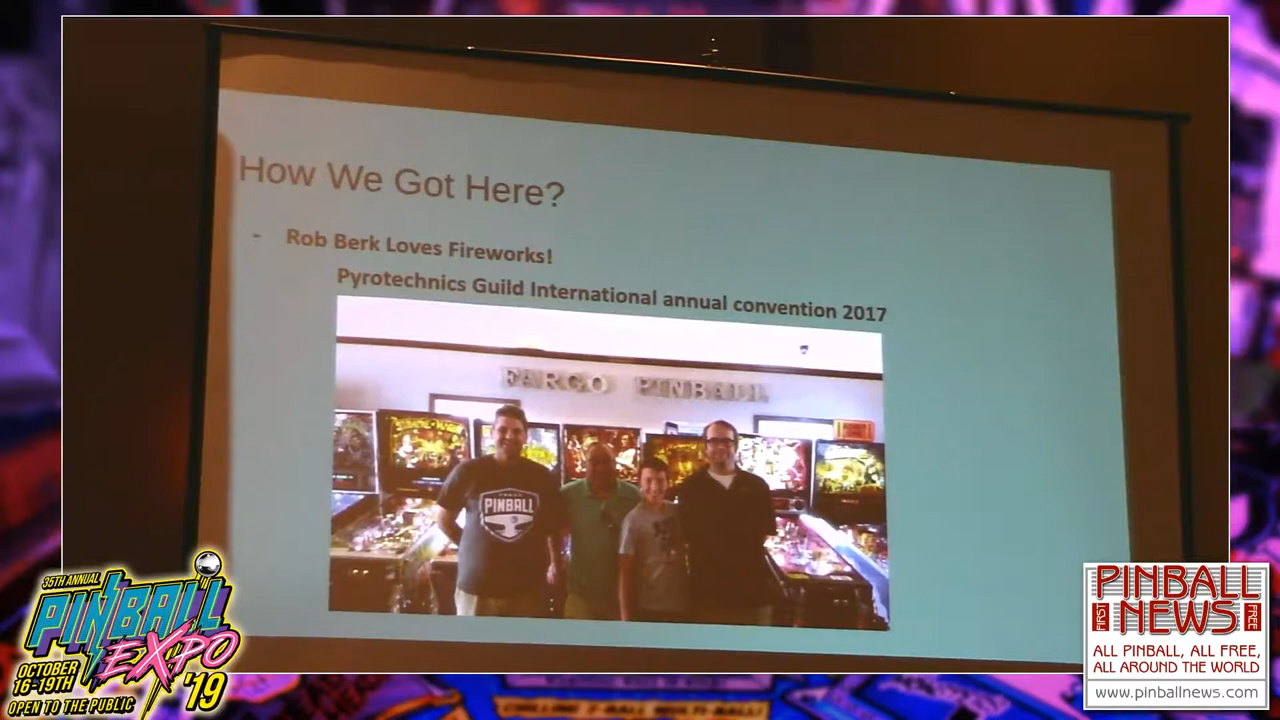 How We Got Here?
- Rob Berk Loves Fireworks!
Pyrotechnics Guild International annual convention 2017
FARGO PINBALL
PINBALL
35TH ANNUAL
PINBALL
EXPO
OCTOBER
16-19TH
'19
OPEN TO THE PUBLIC
PINBALL
FIRST NEWS FREE
ALL PINBALL, ALL FREE,
ALL AROUND THE WORLD
www.pinballnews.com